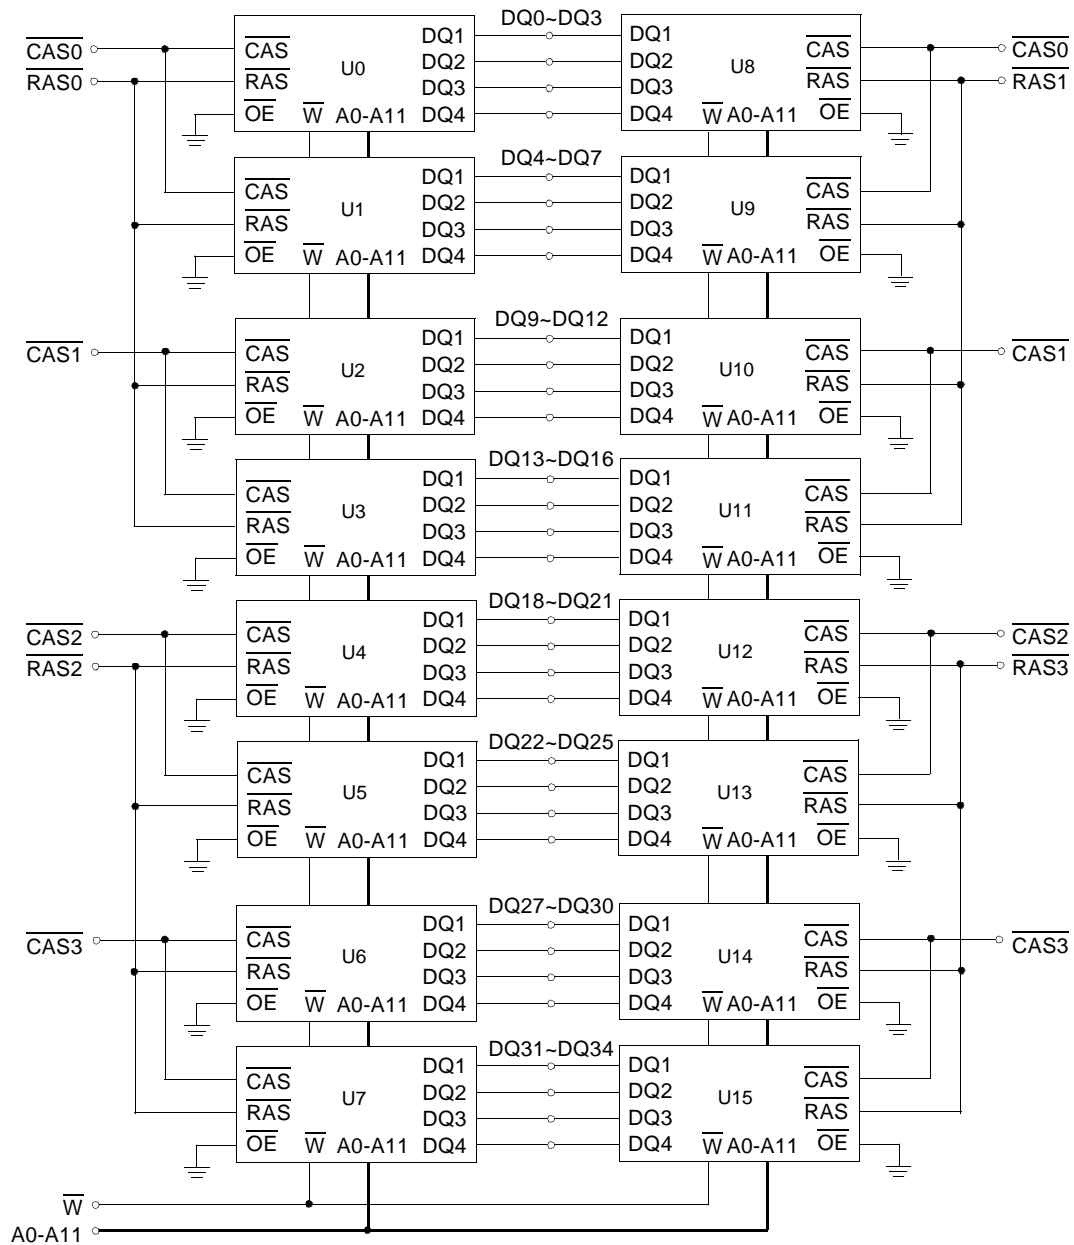 DQ0~DQ3
CAS0 CAS DQ1 DQ1 CAS CAS0
RAS0 RAS U0 DQ2 DQ2 U8 RAS RAS1
DQ3 DQ3
OE W A0-A11 DQ4 DQ4 W A0-A11 OE
DQ4~DQ7
CAS DQ1 DQ1 CAS
RAS U1 DQ2 DQ2 U9 RAS
DQ3 DQ3
OE W A0-A11 DQ4 DQ4 W A0-A11 OE
DQ9~DQ12
CAS1 CAS DQ1 DQ1 CAS CAS1
RAS U2 DQ2 DQ2 U10 RAS
DQ3 DQ3
OE W A0-A11 DQ4 DQ4 W A0-A11 OE
DQ13~DQ16
CAS DQ1 DQ1 CAS
RAS U3 DQ2 DQ2 U11 RAS
DQ3 DQ3
OE W A0-A11 DQ4 DQ4 W A0-A11 OE
DQ18~DQ21
CAS2 CAS DQ1 DQ1 CAS CAS2
RAS2 RAS U4 DQ2 DQ2 U12 RAS RAS3
DQ3 DQ3
OE W A0-A11 DQ4 DQ4 W A0-A11 OE
DQ22~DQ25
CAS DQ1 DQ1 CAS
RAS U5 DQ2 DQ2 U13 RAS
DQ3 DQ3
OE W A0-A11 DQ4 DQ4 W A0-A11 OE
DQ27~DQ30
CAS3 CAS DQ1 DQ1 CAS CAS3
RAS U6 DQ2 DQ2 U14 RAS
DQ3 DQ3
OE W A0-A11 DQ4 DQ4 W A0-A11 OE
DQ31~DQ34
CAS DQ1 DQ1 CAS
RAS U7 DQ2 DQ2 U15 RAS
DQ3 DQ3
OE W A0-A11 DQ4 DQ4 W A0-A11 OE
W
A0-A11